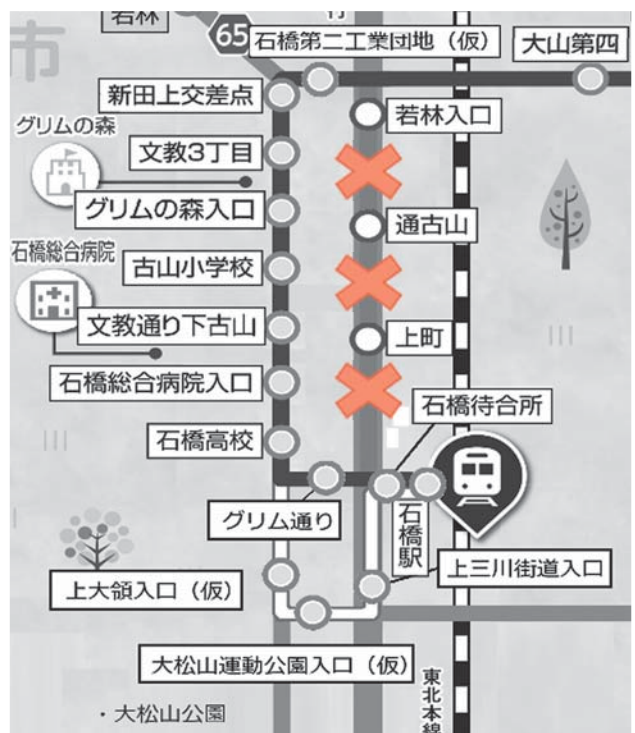 若林
竹
65
石橋第二工業団地（仮）
大山第四
市
新田上交差点
若林入口
グリムの森
文教3丁目
グリムの森入口
通古山
石橋総合病院
古山小学校
文教通り下古山
上町
石橋総合病院入口
石橋待合所
石橋高校
グリム通り
石橋駅
上三川街道入口
上大領入口（仮）
大松山運動公園入口（仮）
東北本線
・大松山公園